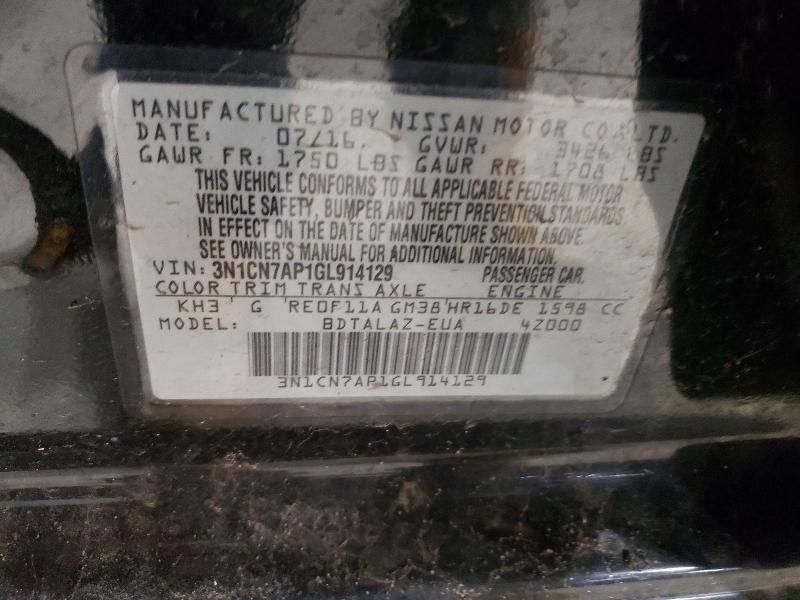 MANUFACTURED BY NISSAN MOTOR CO., LTD.
DATE: 07/16. GVWR: 3426 LBS
GAWR FR: 1750 LBS GAWR RR: 1708 LBS
THIS VEHICLE CONFORMS TO ALL APPLICABLE FEDERAL MOTOR
VEHICLE SAFETY, BUMPER AND THEFT PREVENTION STANDARDS
IN EFFECT ON THE DATE OF MANUFACTURE SHOWN ABOVE.
SEE OWNER'S MANUAL FOR ADDITIONAL INFORMATION.
VIN: 3N1CN7AP1GL914129 PASSENGER CAR.
COLOR TRIM TRANS AXLE ENGINE
KH3 G RE0F11A GM38 HR16DE 1598 CC
MODEL: BDTALAZ-EUA 4Z000
3N1CN7AP1GL914129